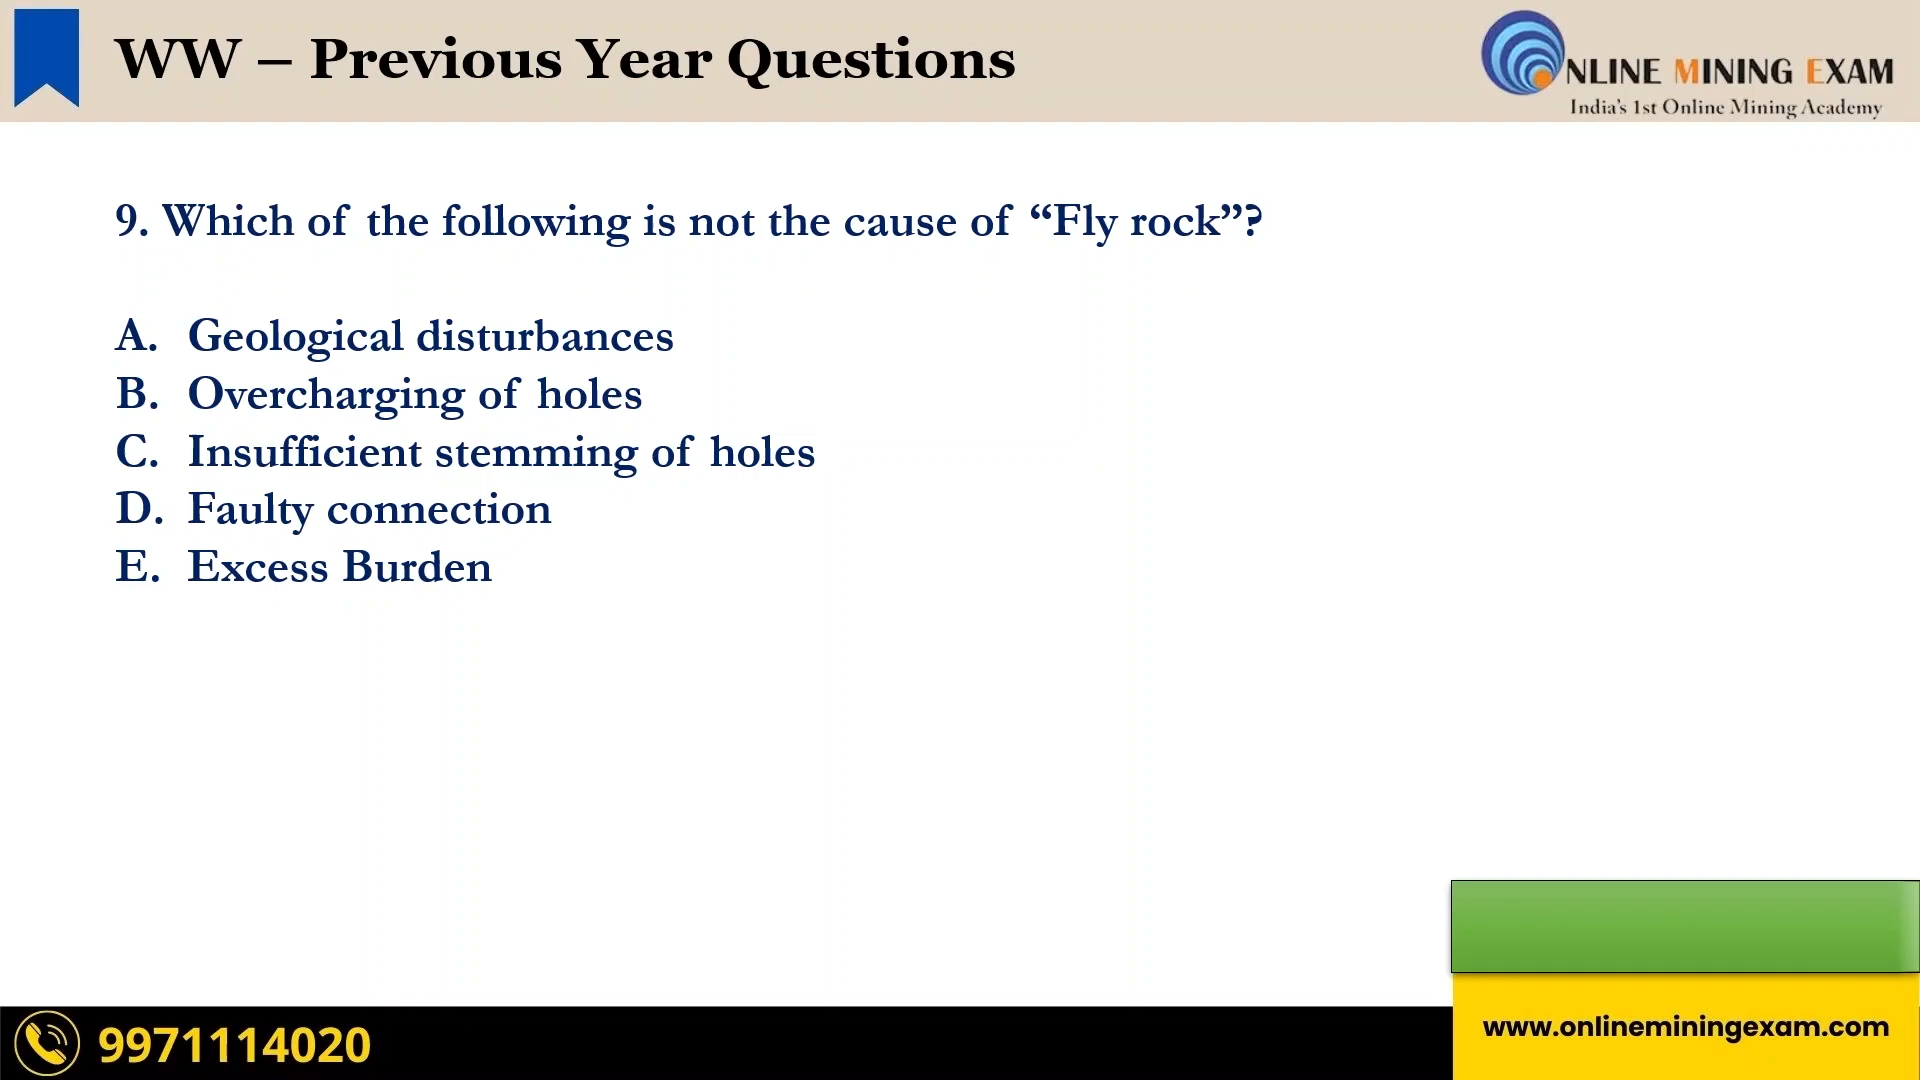 WW – Previous Year Questions
NLINE MINING EXAM
India's 1st Online Mining Academy
9. Which of the following is not the cause of “Fly rock”?
A. Geological disturbances
B. Overcharging of holes
C. Insufficient stemming of holes
D. Faulty connection
E. Excess Burden
9971114020
www.onlineminingexam.com